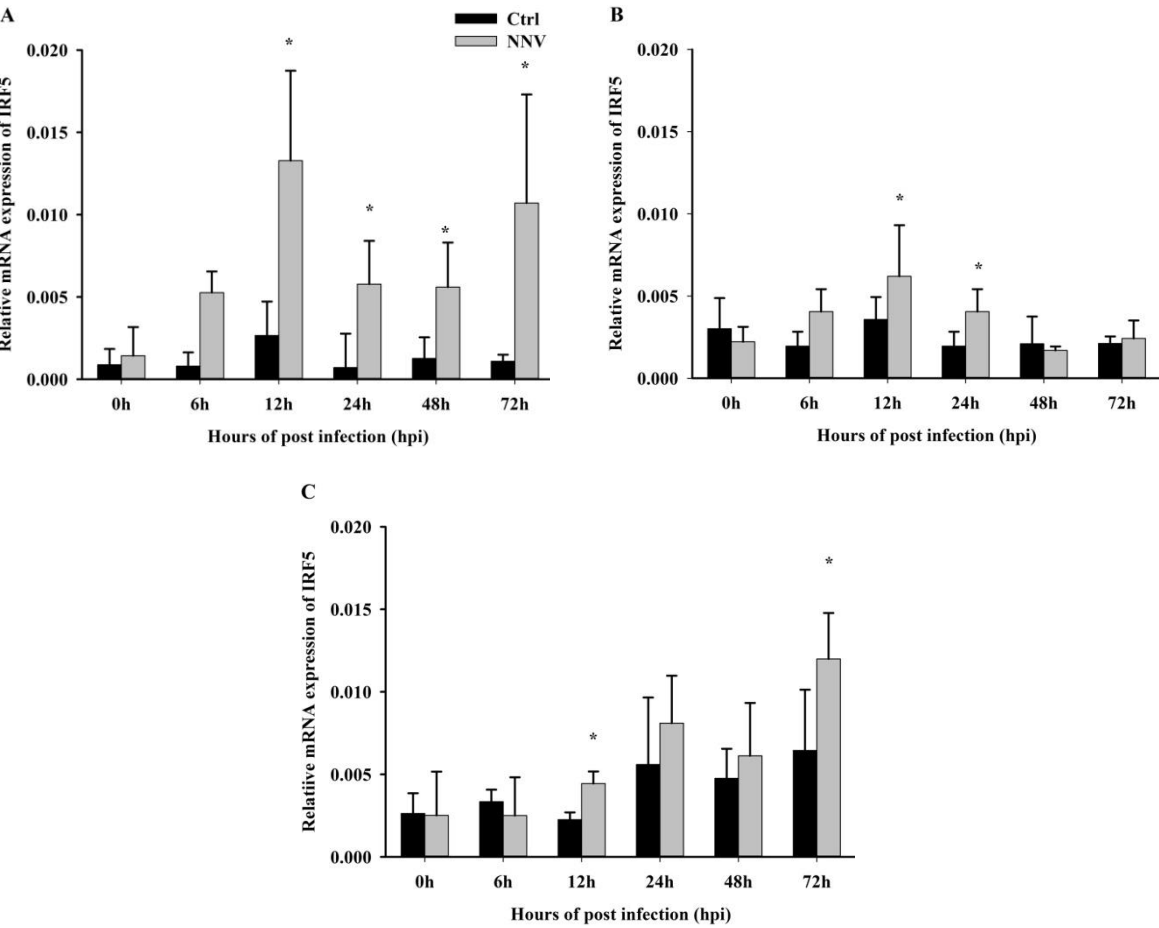 A
Ctrl
NNV
Relative mRNA expression of IRF5
0.020
0.015
0.010
0.005
0.000
*
*
*
*
*
0h 6h 12h 24h 48h 72h
Hours of post infection (hpi)
B
Relative mRNA expression of IRF5
0.020
0.015
0.010
0.005
0.000
*
*
0h 6h 12h 24h 48h 72h
Hours of post infection (hpi)
C
Relatiive mRNA expression of IRF5
0.020
0.015
0.010
0.005
0.000
*
*
0h 6h 12h 24h 48h 72h
Hours of post infection (hpi)